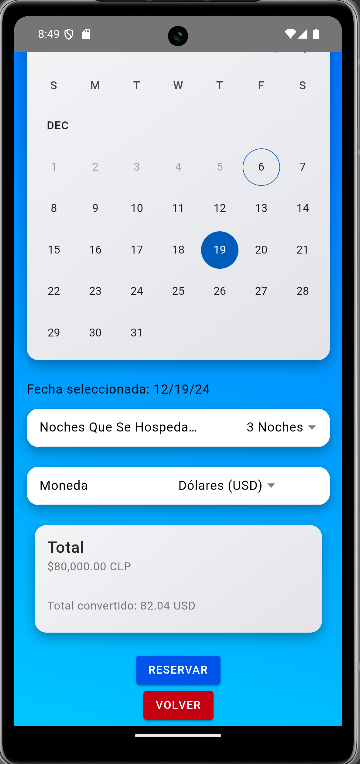 8:49
S M T W T F S
DEC
1 2 3 4 5 6 7
8 9 10 11 12 13 14
15 16 17 18 19 20 21
22 23 24 25 26 27 28
29 30 31
Fecha seleccionada: 12/19/24
Noches Que Se Hospeda... 3 Noches
Moneda Dólares (USD)
Total
$80,000.00 CLP
Total convertido: 82.04 USD
RESERVAR
VOLVER